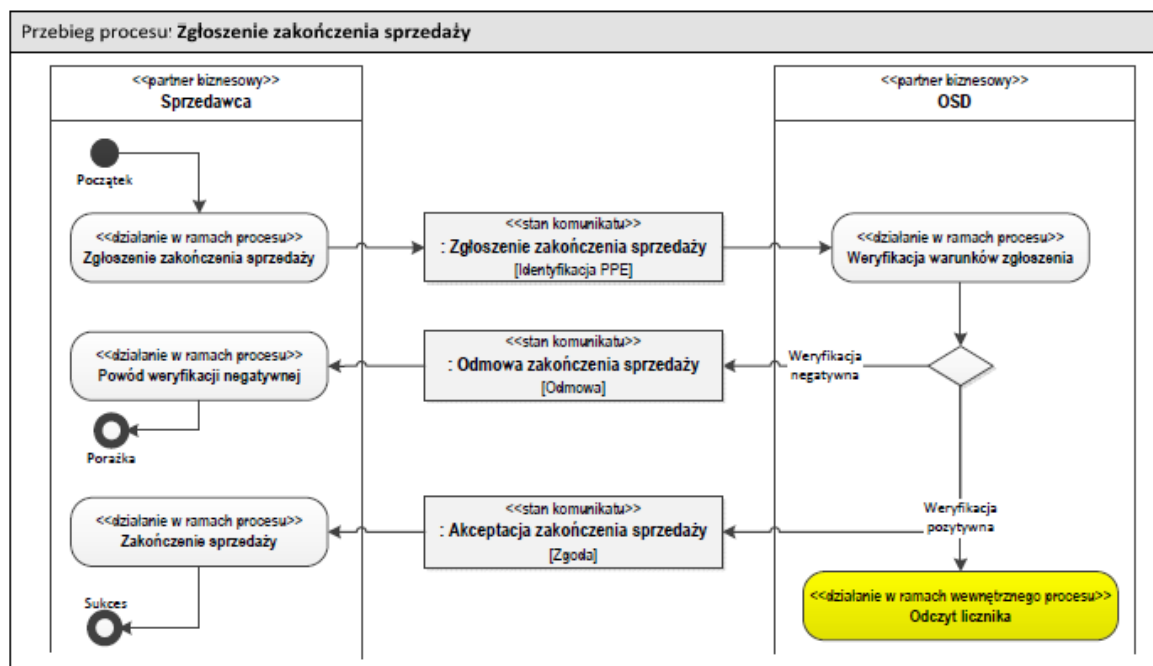 Przebieg procesu: Zgłoszenie zakończenia sprzedaży
<<partner biznesowy>>
Sprzedawca
<<partner biznesowy>>
OSD
Początek
<<działanie w ramach procesu>>
Zgłoszenie zakończenia sprzedaży
<<stan komunikatu>>
: Zgłoszenie zakończenia sprzedaży
[Identyfikacja PPE]
<<działanie w ramach procesu>>
Weryfikacja warunków zgłoszenia
<<działanie w ramach procesu>>
Powód weryfikacji negatywnej
<<stan komunikatu>>
: Odmowa zakończenia sprzedaży
[Odmowa]
Weryfikacja
negatywna
Porażka
<<działanie w ramach procesu>>
Zakończenie sprzedaży
<<stan komunikatu>>
: Akceptacja zakończenia sprzedaży
[Zgoda]
Weryfikacja
pozytywna
Sukces
<<działanie w ramach wewnętrznego procesu>>
Odczyt licznika